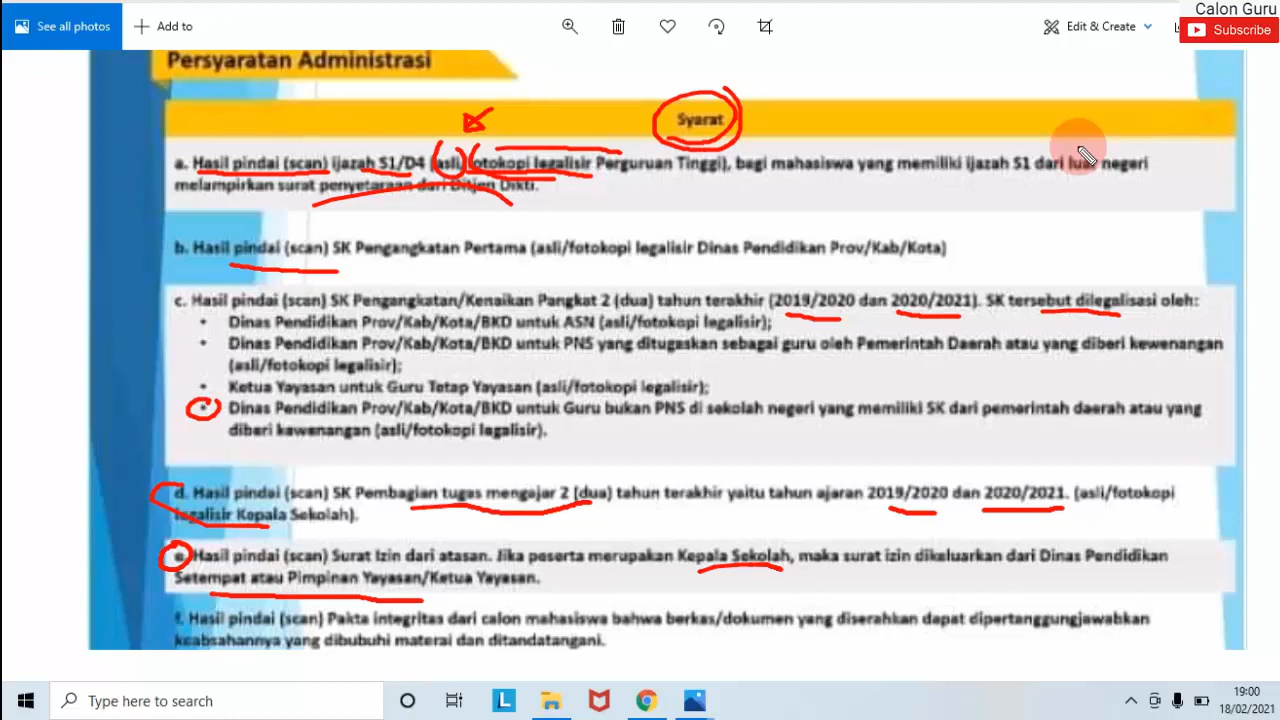 Calon Guru
See all photos
Add to
Edit & Create
Subscribe
Persyaratan Administrasi
Syarat
a. Hasil pindai (scan) ijazah S1/D4 (asli/fotokopi legalisir Perguruan Tinggi), bagi mahasiswa yang memiliki ijazah S1 dari luar negeri
melampirkan surat penyetaraan dari Ditjen Dikti.
b. Hasil pindai (scan) SK Pengangkatan Pertama (asli/fotokopi legalisir Dinas Pendidikan Prov/Kab/Kota)
c. Hasil pindai (scan) SK Pengangkatan/Kenaikan Pangkat 2 (dua) tahun terakhir (2019/2020 dan 2020/2021). SK tersebut dilegalisasi oleh:
• Dinas Pendidikan Prov/Kab/Kota/BKD untuk ASN (asli/fotokopi legalisir);
• Dinas Pendidikan Prov/Kab/Kota/BKD untuk PNS yang ditugaskan sebagai guru oleh Pemerintah Daerah atau yang diberi kewenangan
(asli/fotokopi legalisir);
• Ketua Yayasan untuk Guru Tetap Yayasan (asli/fotokopi legalisir);
• Dinas Pendidikan Prov/Kab/Kota/BKD untuk Guru bukan PNS di sekolah negeri yang memiliki SK dari pemerintah daerah atau yang
diberi kewenangan (asli/fotokopi legalisir).
d. Hasil pindai (scan) SK Pembagian tugas mengajar 2 (dua) tahun terakhir yaitu tahun ajaran 2019/2020 dan 2020/2021. (asli/fotokopi
legalisir Kepala Sekolah).
e. Hasil pindai (scan) Surat Izin dari atasan. Jika peserta merupakan Kepala Sekolah, maka surat izin dikeluarkan dari Dinas Pendidikan
Setempat atau Pimpinan Yayasan/Ketua Yayasan.
f. Hasil pindai (scan) Pakta integritas dari calon mahasiswa bahwa berkas/dokumen yang diserahkan dapat dipertanggungjawabkan
keabsahannya yang dibubuhi materai dan ditandatangani.
Type here to search
L
19:00
18/02/2021